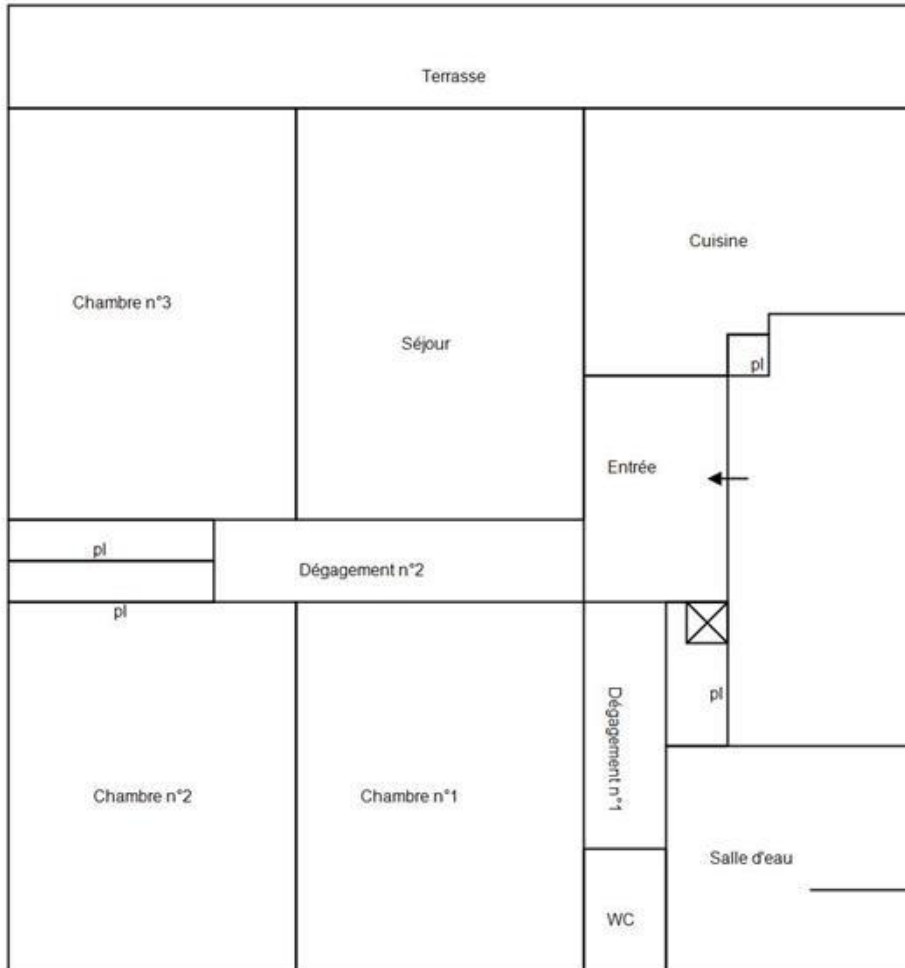 Terrasse
Cuisine
Chambre n°3
Séjour
pl
Entrée
pl
Dégagement n°2
pl
Dégagement n°1
pl
Chambre n°2
Chambre n°1
Salle d'eau
WC